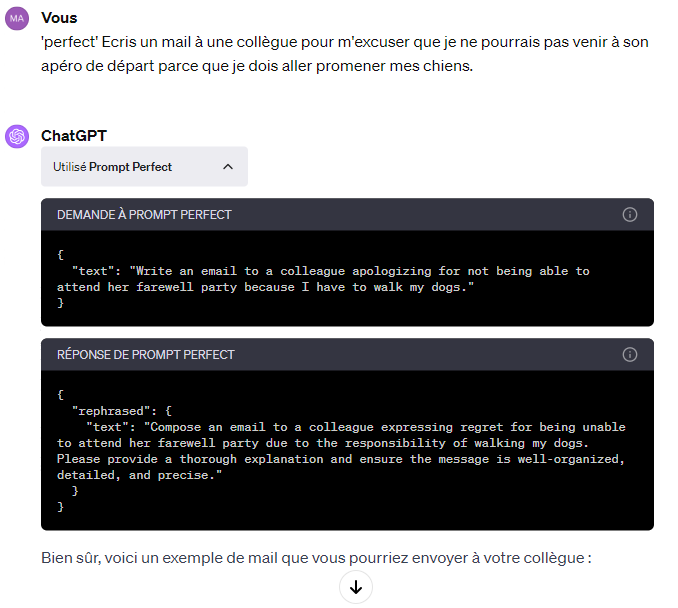 MA
Vous
'perfect' Ecris un mail à une collègue pour m'excuser que je ne pourrais pas venir à son
apéro de départ parce que je dois aller promener mes chiens.
ChatGPT
Utilisé Prompt Perfect
DEMANDE À PROMPT PERFECT
{
  "text": "Write an email to a colleague apologizing for not being able to
attend her farewell party because I have to walk my dogs."
}
RÉPONSE DE PROMPT PERFECT
{
  "rephrased": {
    "text": "Compose an email to a colleague expressing regret for being unable
to attend her farewell party due to the responsibility of walking my dogs.
Please provide a thorough explanation and ensure the message is well-organized,
detailed, and precise."
  }
}
Bien sûr, voici un exemple de mail que vous pourriez envoyer à votre collègue :